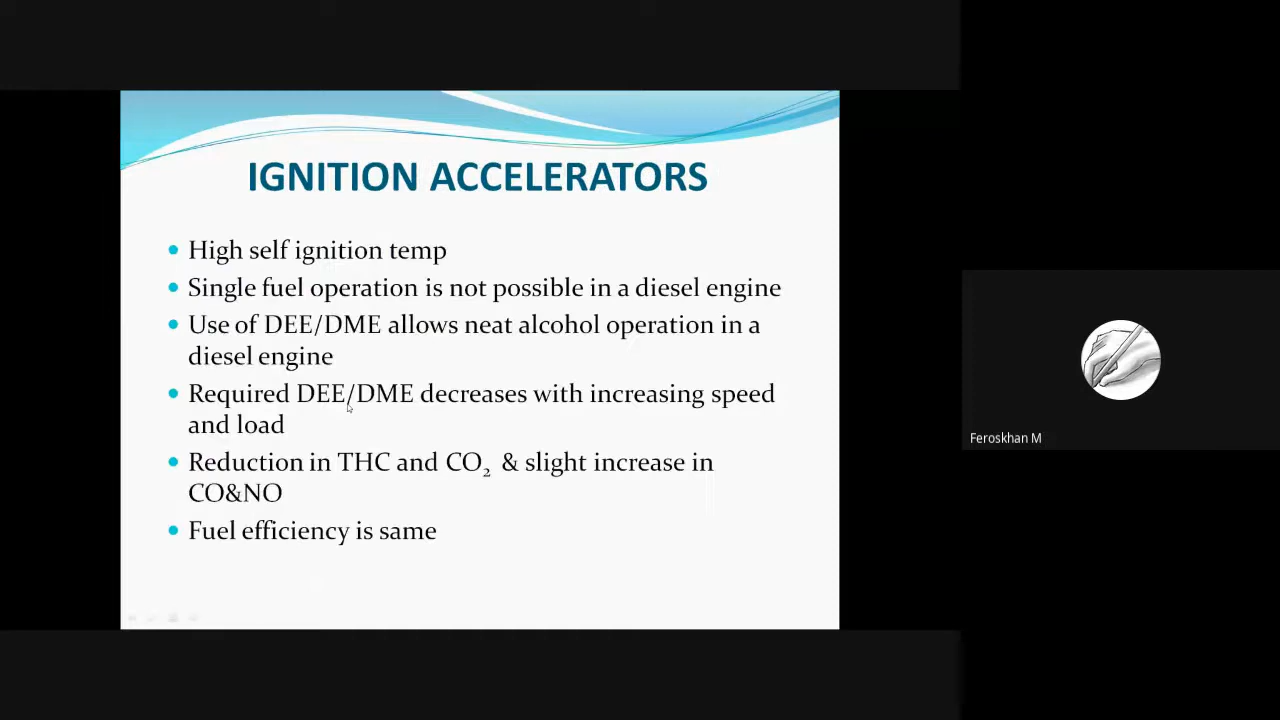 IGNITION ACCELERATORS
• High self ignition temp
• Single fuel operation is not possible in a diesel engine
• Use of DEE/DME allows neat alcohol operation in a
diesel engine
• Required DEE/DME decreases with increasing speed
and load
• Reduction in THC and CO₂ & slight increase in
CO&NO
• Fuel efficiency is same
Feroskhan M